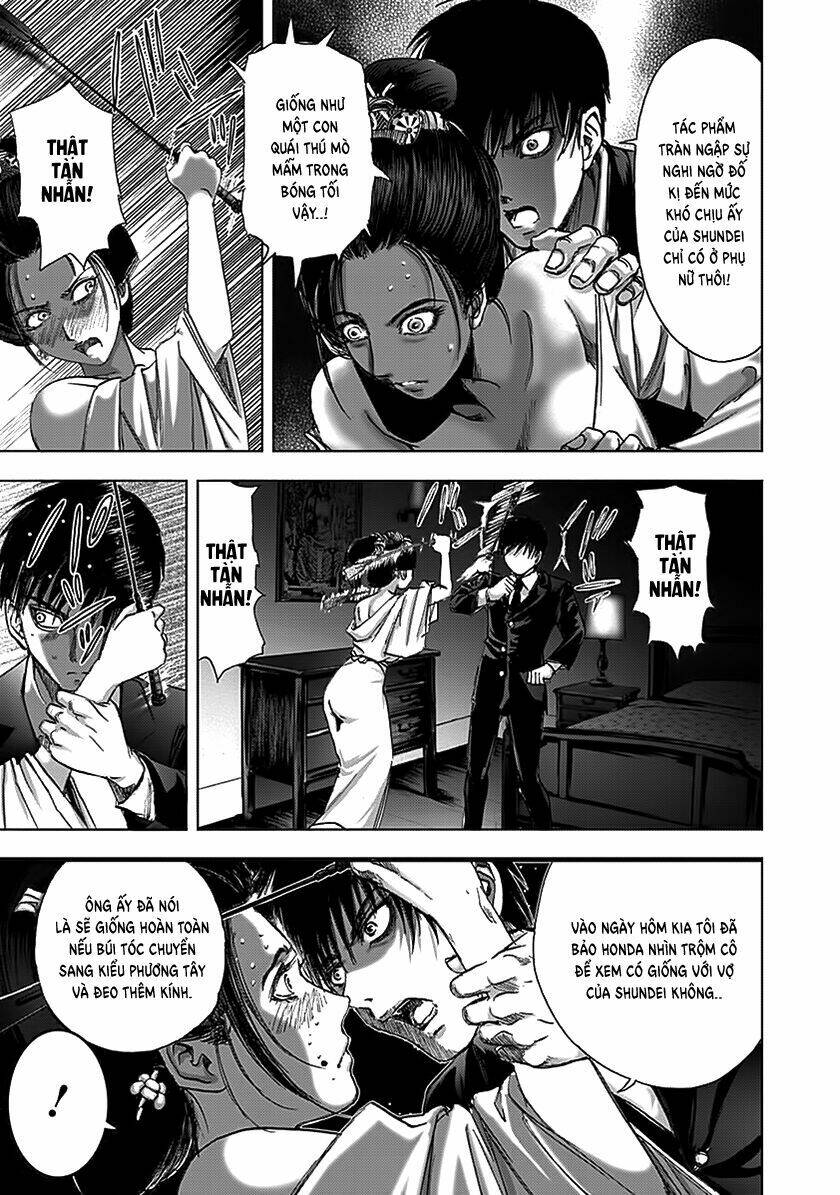 TÁC PHẨM
TRÀN NGẬP SỰ
NGHI NGỜ ĐỐ
KỊ ĐẾN MỨC
KHÓ CHỊU ẤY
CỦA SHUNDEI
CHỈ CÓ Ở PHỤ
NỮ THÔI!
GIỐNG NHƯ
MỘT CON
QUÁI THÚ MÒ
MẪM TRONG
BÓNG TỐI
VẬY..!
THẬT
TÀN
NHẪN!
THẬT
TÀN
NHẪN!
THẬT
TÀN
NHẪN!
VÀO NGÀY HÔM KIA TÔI ĐÃ
BẢO HONDA NHÌN TRỘM CÔ
ĐỂ XEM CÓ GIỐNG VỚI VỢ
CỦA SHUNDEI KHÔNG..
ÔNG ẤY ĐÃ NÓI
LÀ SẼ GIỐNG HOÀN TOÀN
NẾU BÚI TÓC CHUYỂN
SANG KIỂU PHƯƠNG TÂY
VÀ ĐEO THÊM KÍNH.
!